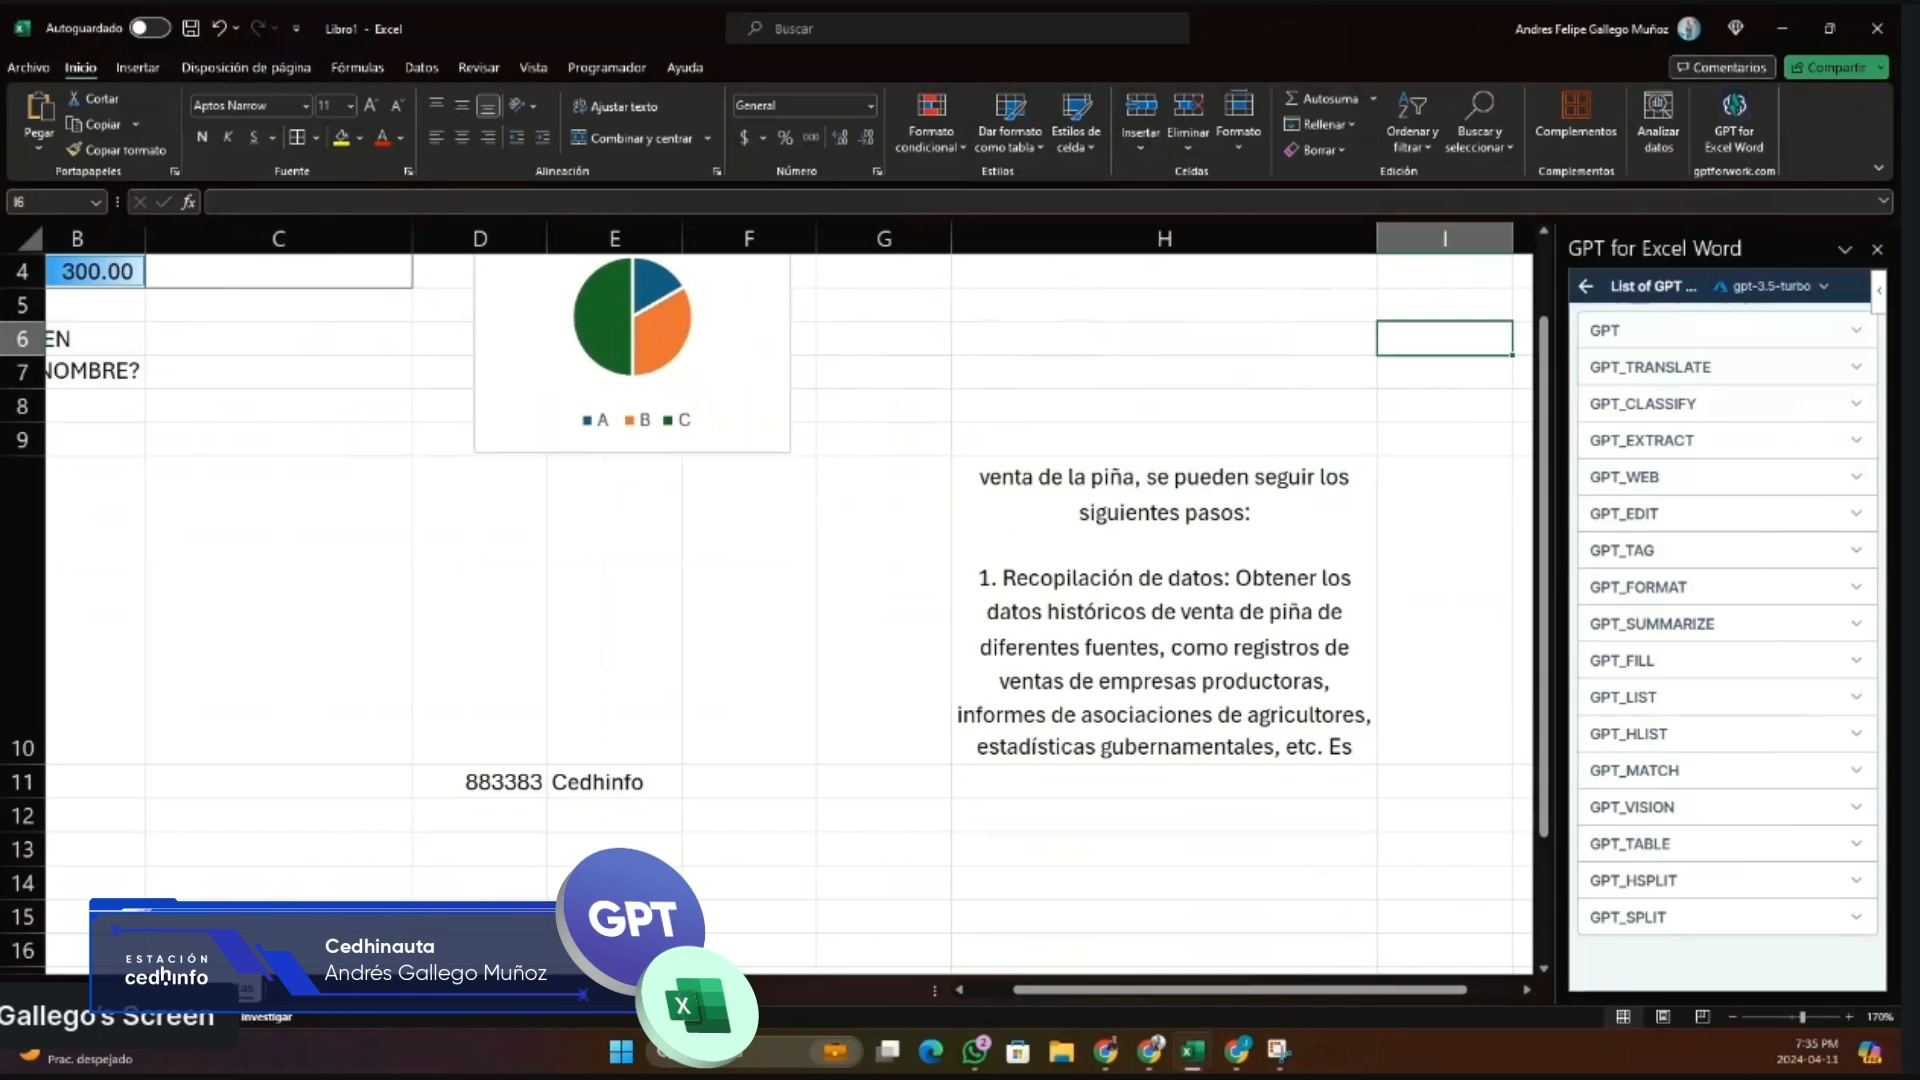 Autoguardado
Libro1 - Excel
Buscar
Andres Felipe Gallego Muñoz
Archivo Inicio Insertar Disposición de página Fórmulas Datos Revisar Vista Programador Ayuda
Comentarios
Compartir
Pegar
Cortar
Copiar
Copiar formato
Portapapeles
Aptos Narrow 11
N K S
Fuente
Ajustar texto
Combinar y centrar
Alineación
General
$ % 000
Número
Formato condicional
Dar formato como tabla
Estilos de celda
Estilos
Insertar Eliminar Formato
Celdas
Autosuma
Rellenar
Borrar
Ordenar y filtrar
Buscar y seleccionar
Edición
Complementos
Complementos
Analizar datos
GPT for Excel Word
gptforwork.com
I6
fx
B C D E F G H I
4 300.00
5
6 EN
7 NOMBRE?
8
A B C
9
venta de la piña, se pueden seguir los
siguientes pasos:
1. Recopilación de datos: Obtener los
datos históricos de venta de piña de
diferentes fuentes, como registros de
ventas de empresas productoras,
informes de asociaciones de agricultores,
10 estadísticas gubernamentales, etc. Es
11 883383 Cedhinfo
12
13
14
15
16
GPT for Excel Word
List of GPT ... gpt-3.5-turbo
GPT
GPT_TRANSLATE
GPT_CLASSIFY
GPT_EXTRACT
GPT_WEB
GPT_EDIT
GPT_TAG
GPT_FORMAT
GPT_SUMMARIZE
GPT_FILL
GPT_LIST
GPT_HLIST
GPT_MATCH
GPT_VISION
GPT_TABLE
GPT_HSPLIT
GPT_SPLIT
ESTACIÓN
cedhinfo
Cedhinauta
Andrés Gallego Muñoz
GPT
X
Gallego's Screen
Investigar
170%
Prac. despejado
2
7:35 PM
2024-04-11